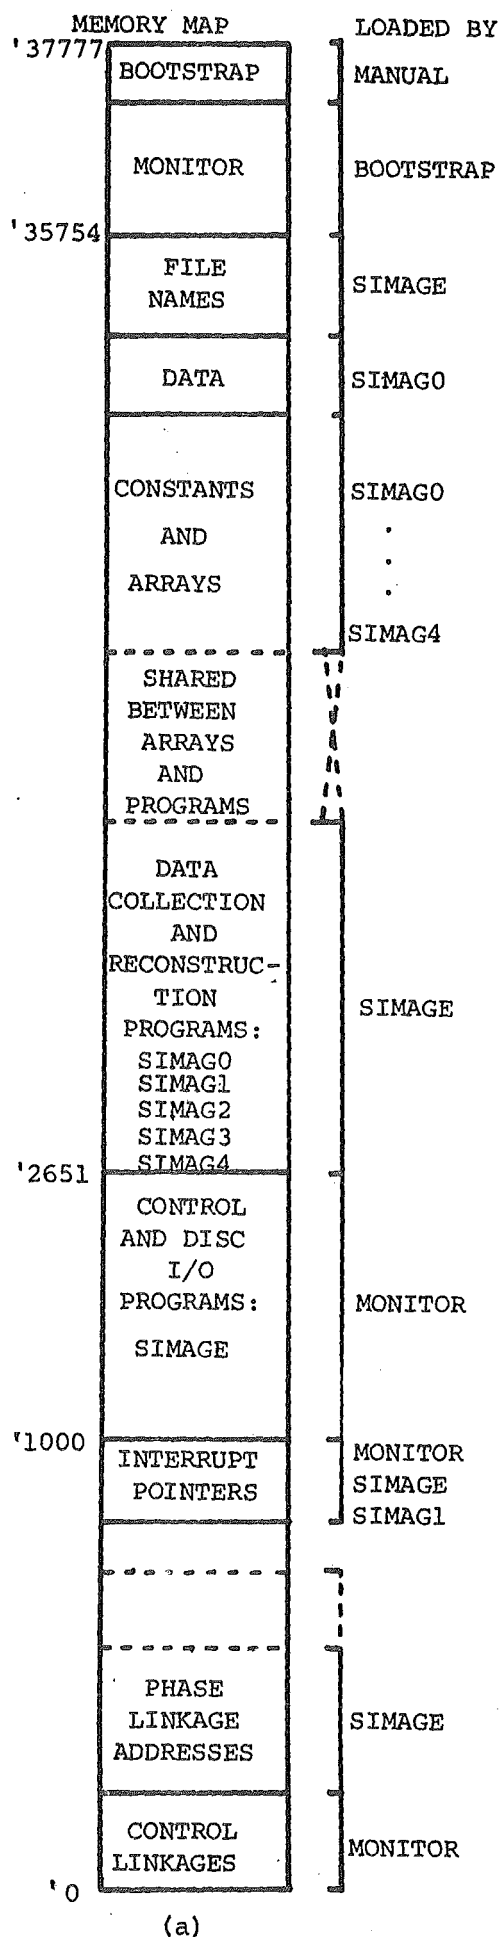 MEMORY MAP LOADED BY
'37777
BOOTSTRAP MANUAL
MONITOR BOOTSTRAP
'35754
FILE
NAMES SIMAGE
DATA SIMAG0
CONSTANTS SIMAG0
AND .
.
ARRAYS .
SIMAG4
SHARED
BETWEEN
ARRAYS
AND
PROGRAMS
DATA
COLLECTION
AND
RECONSTRUC-
TION SIMAGE
PROGRAMS:
SIMAG0
SIMAG1
SIMAG2
SIMAG3
SIMAG4
'2651
CONTROL
AND DISC
I/O
PROGRAMS: MONITOR
SIMAGE
'1000
INTERRUPT MONITOR
POINTERS SIMAGE
SIMAG1
PHASE
LINKAGE SIMAGE
ADDRESSES
CONTROL
LINKAGES MONITOR
'0
(a)